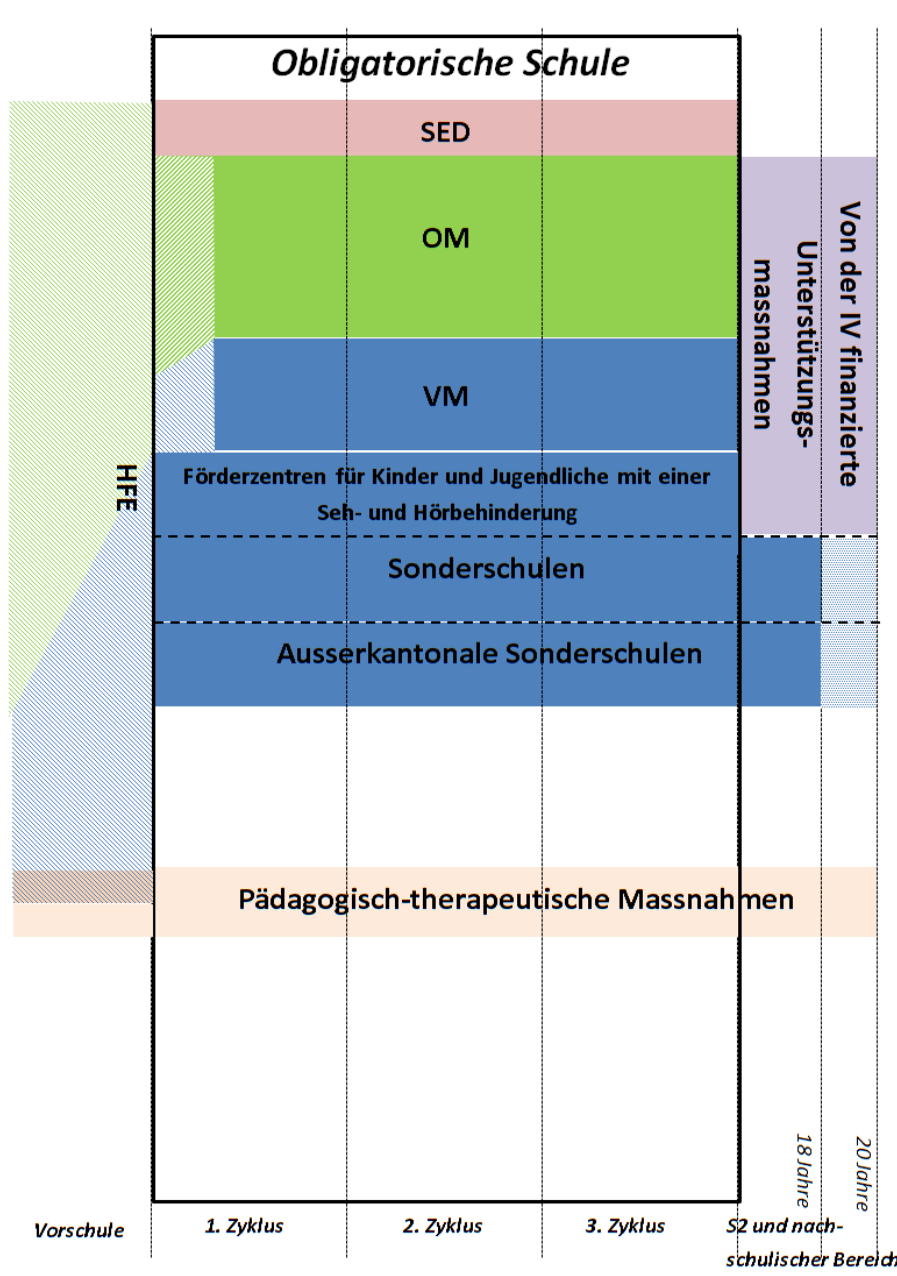 Obligatorische Schule
SED
OM
VM
Förderzentren für Kinder und Jugendliche mit einer
Seh- und Hörbehinderung
Sonderschulen
Ausserkantonale Sonderschulen
HFE
Von der IV finanzierte
Unterstützungs-
massnahmen
Pädagogisch-therapeutische Massnahmen
18 Jahre
20 Jahre
Vorschule
1. Zyklus
2. Zyklus
3. Zyklus
S2 und nach-
schulischer Bereich